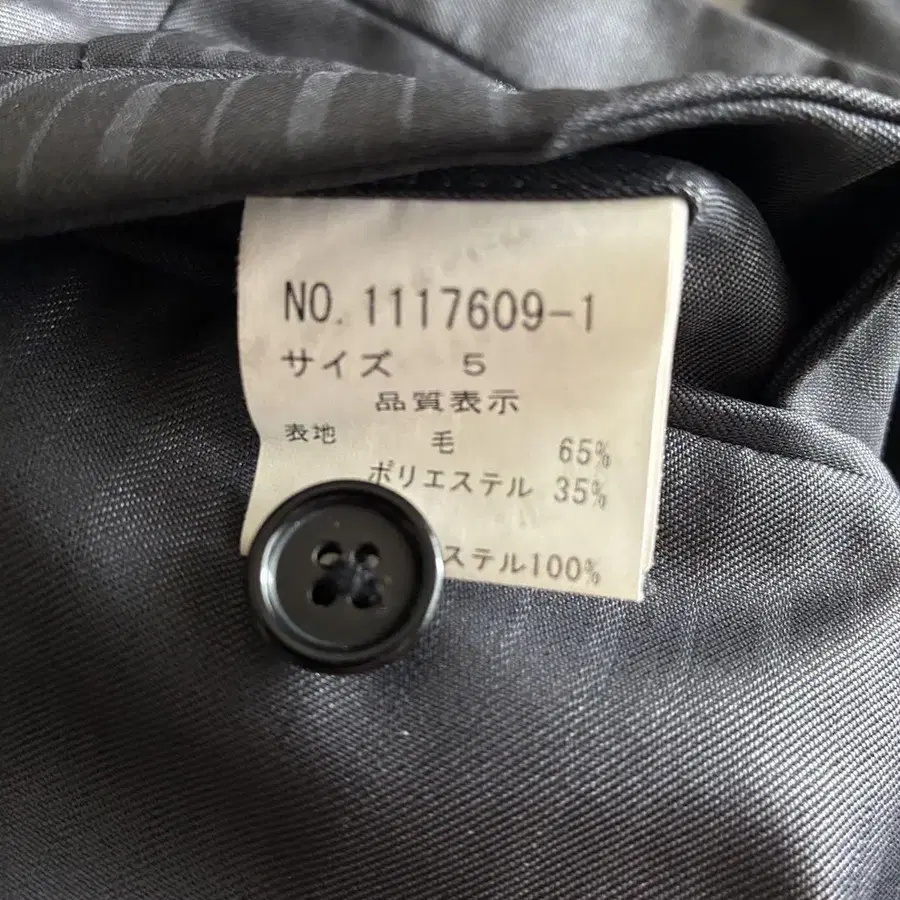 NO. 1117609-1
サイズ 5
品質表示
表地 毛 65%
ポリエステル 35%
ステル100%